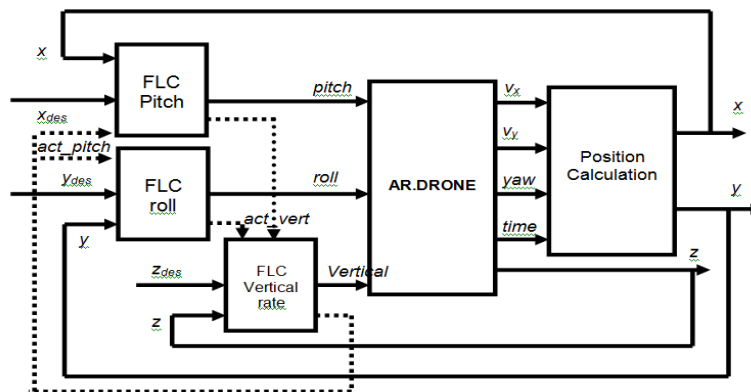 x
FLC
Pitch
pitch
xdes
act_pitch
ydes
FLC
roll
roll
y
act_vert
zdes
FLC
Vertical
rate
Vertical
z
AR.DRONE
vx
vy
yaw
time
Position
Calculation
x
y
z